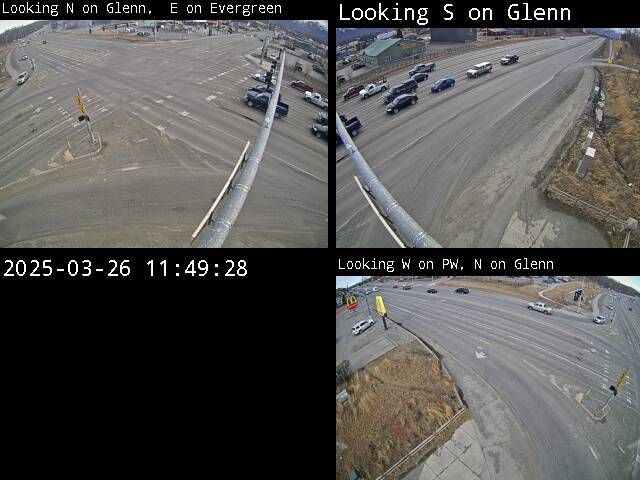 Looking N on Glenn,  E on Evergreen
Looking S on Glenn
2025-03-26 11:49:28
Looking W on PW, N on Glenn